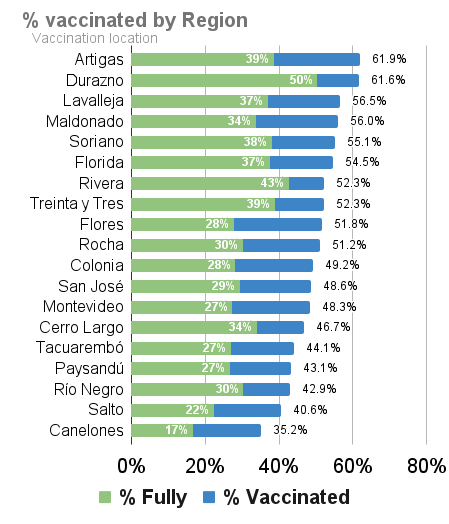 % vaccinated by Region
Vaccination location
Artigas 39% 61.9%
Durazno 50% 61.6%
Lavalleja 37% 56.5%
Maldonado 34% 56.0%
Soriano 38% 55.1%
Florida 37% 54.5%
Rivera 43% 52.3%
Treinta y Tres 39% 52.3%
Flores 28% 51.8%
Rocha 30% 51.2%
Colonia 28% 49.2%
San José 29% 48.6%
Montevideo 27% 48.3%
Cerro Largo 34% 46.7%
Tacuarembó 27% 44.1%
Paysandú 27% 43.1%
Río Negro 30% 42.9%
Salto 22% 40.6%
Canelones 17% 35.2%
0% 20% 40% 60% 80%
% Fully % Vaccinated